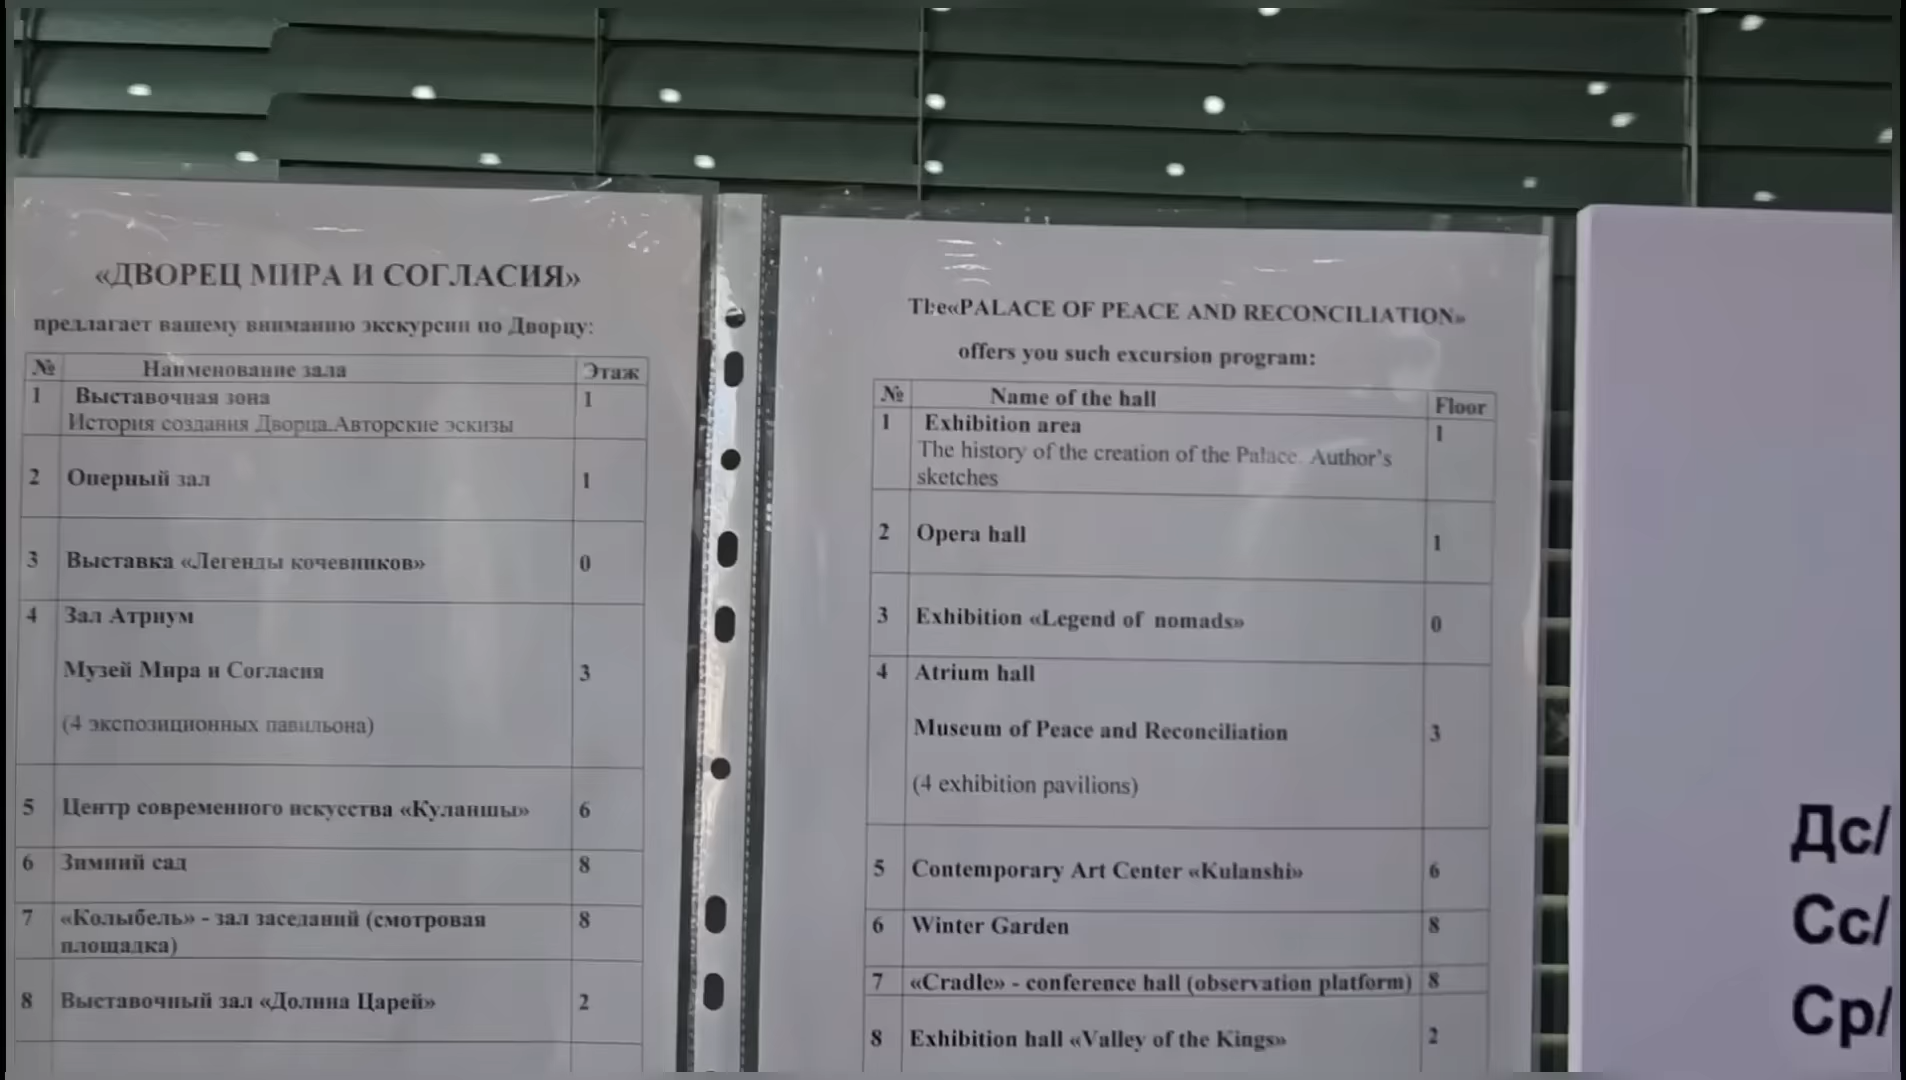 «ДВОРЕЦ МИРА И СОГЛАСИЯ»
предлагает вашему вниманию экскурсии по Дворцу:
№ Наименование зала Этаж
1 Выставочная зона 1
История создания Дворца.Авторские эскизы
2 Оперный зал 1
3 Выставка «Легенды кочевников» 0
4 Зал Атриум
Музей Мира и Согласия 3
(4 экспозиционных павильона)
5 Центр современного искусства «Куланшы» 6
6 Зимний сад 8
7 «Колыбель» - зал заседаний (смотровая 8
площадка)
8 Выставочный зал «Долина Царей» 2
The«PALACE OF PEACE AND RECONCILIATION»
offers you such excursion program:
№ Name of the hall Floor
1 Exhibition area 1
The history of the creation of the Palace. Author's
sketches
2 Opera hall 1
3 Exhibition «Legend of nomads» 0
4 Atrium hall
Museum of Peace and Reconciliation 3
(4 exhibition pavilions)
5 Contemporary Art Center «Kulanshi» 6
6 Winter Garden 8
7 «Cradle» - conference hall (observation platform) 8
8 Exhibition hall «Valley of the Kings» 2
Дс/
Сс/
Ср/